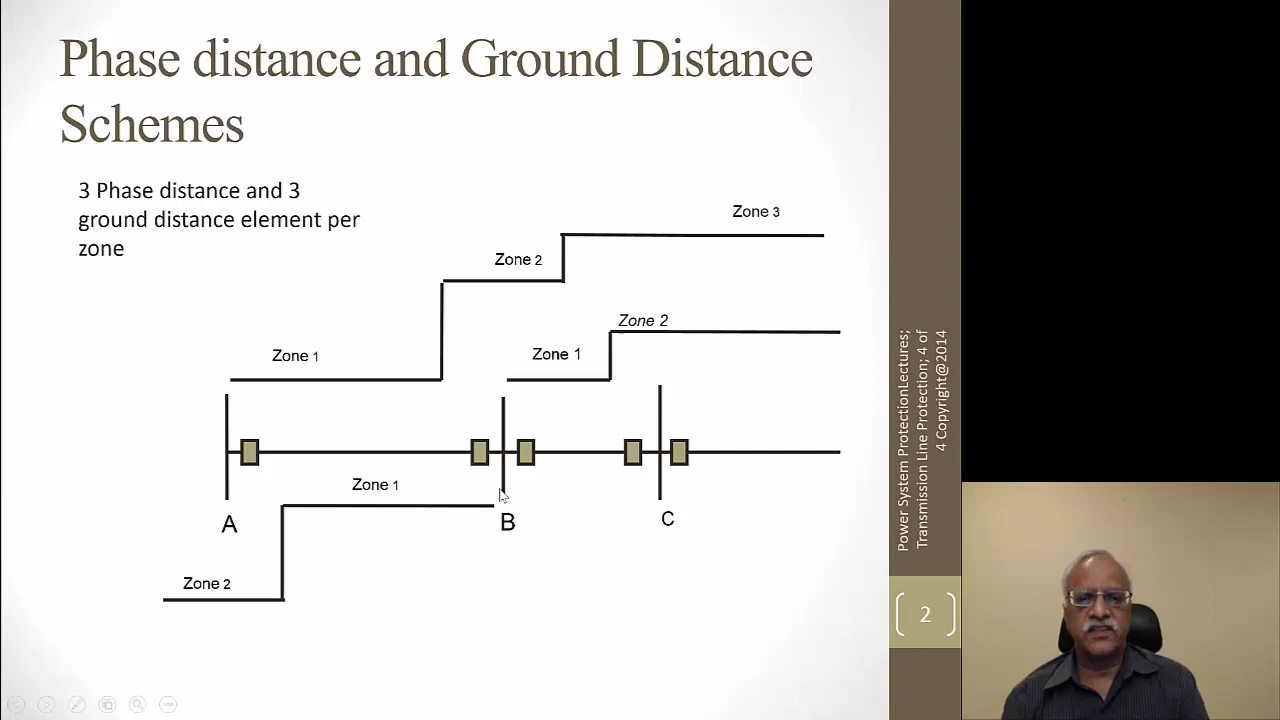 Phase distance and Ground Distance
Schemes
3 Phase distance and 3
ground distance element per
zone
Zone 3
Zone 2
Zone 2
Zone 1
Zone 1
Zone 1
A
B
C
Zone 2
Power System ProtectionLectures;
Transmission Line Protection; 4 of
4 Copyright@2014
2